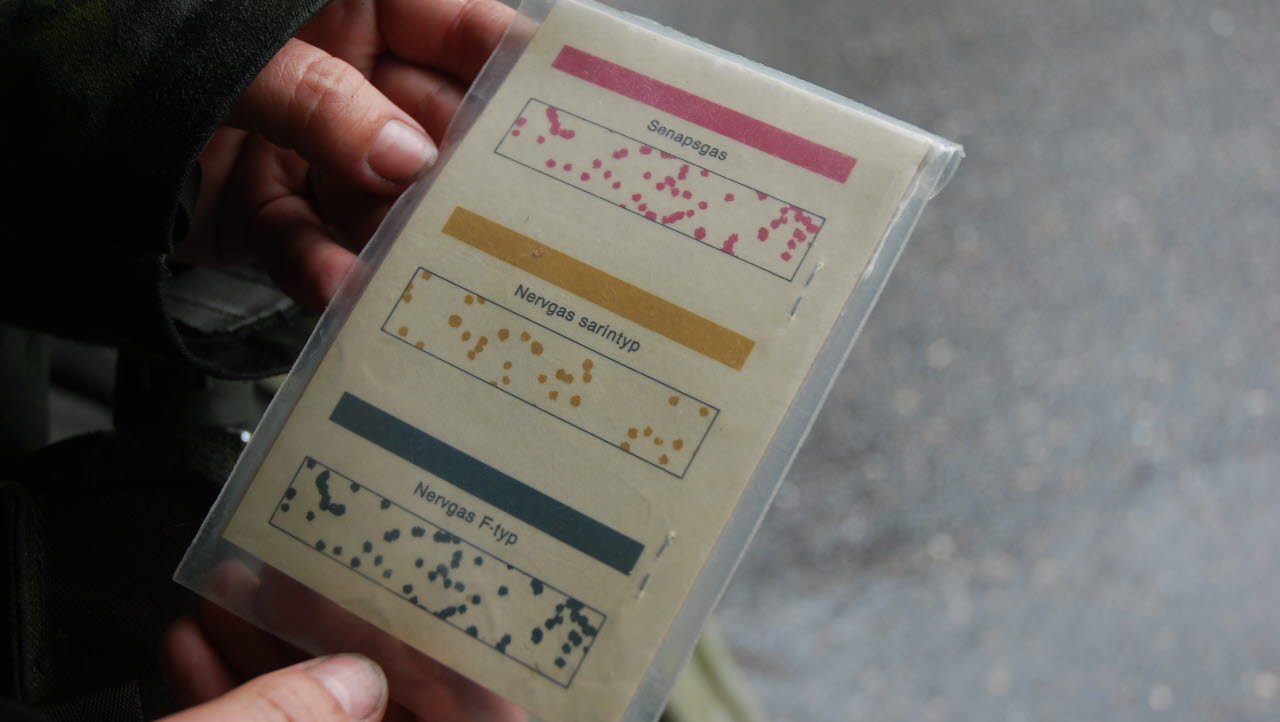 Senapsgas
Nervgas sarintyp
Nervgas F-typ